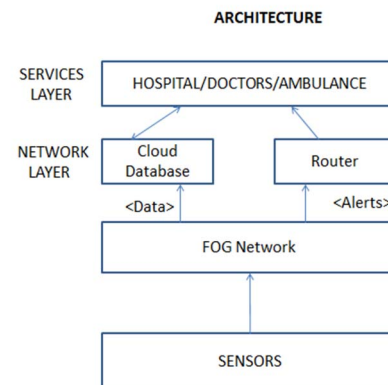 ARCHITECTURE
SERVICES
LAYER
HOSPITAL/DOCTORS/AMBULANCE
NETWORK
LAYER
Cloud
Database
Router
<Data>
<Alerts>
FOG Network
SENSORS